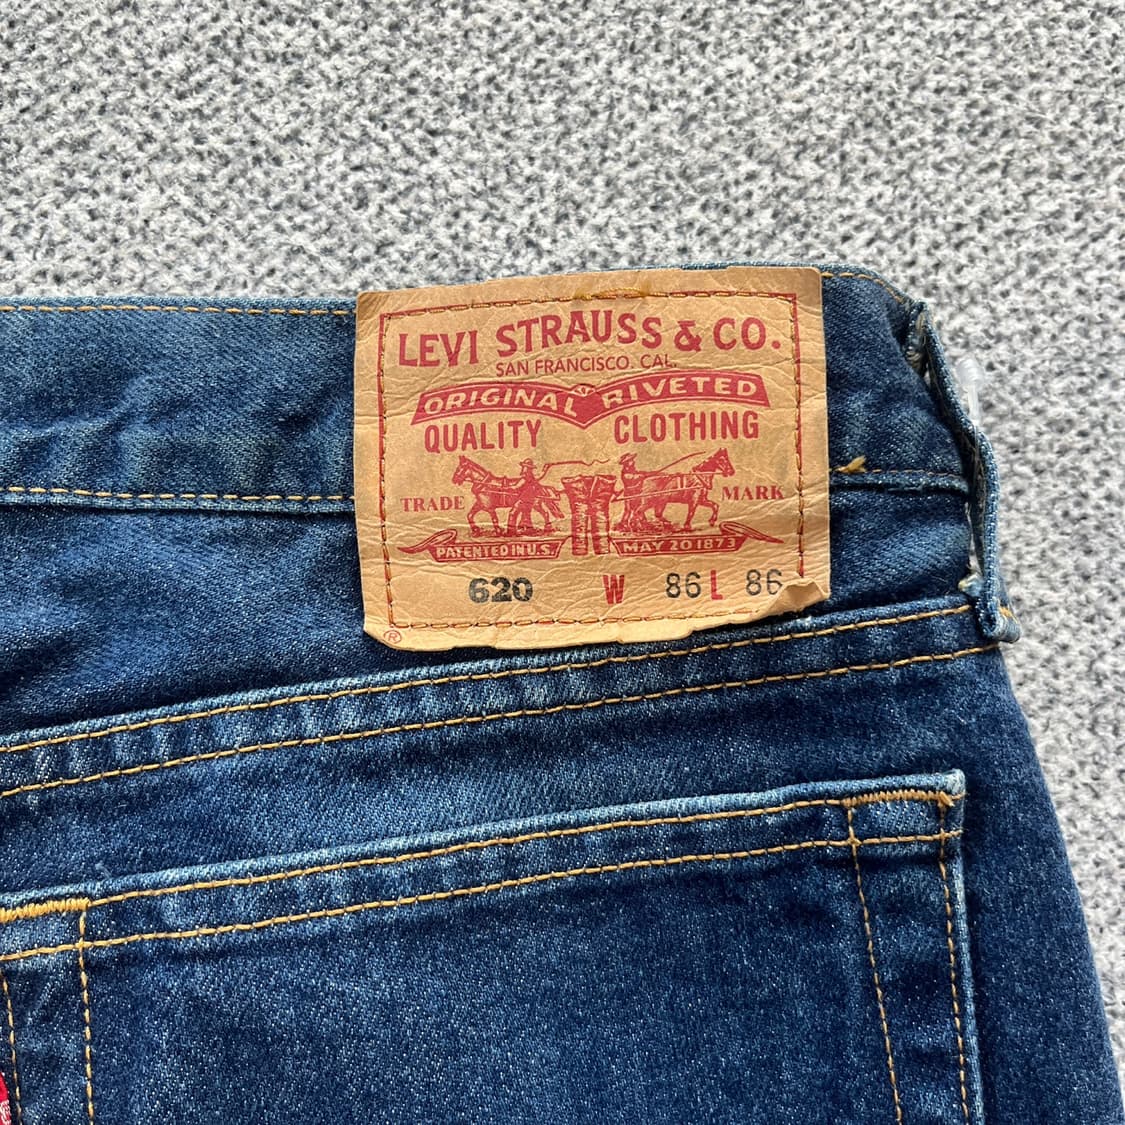 LEVI STRAUSS & CO.
SAN FRANCISCO. CAL.
ORIGINAL RIVETED
QUALITY CLOTHING
TRADE MARK
PATENTED IN U.S. MAY 20 1873
620 W 86 L 86
®